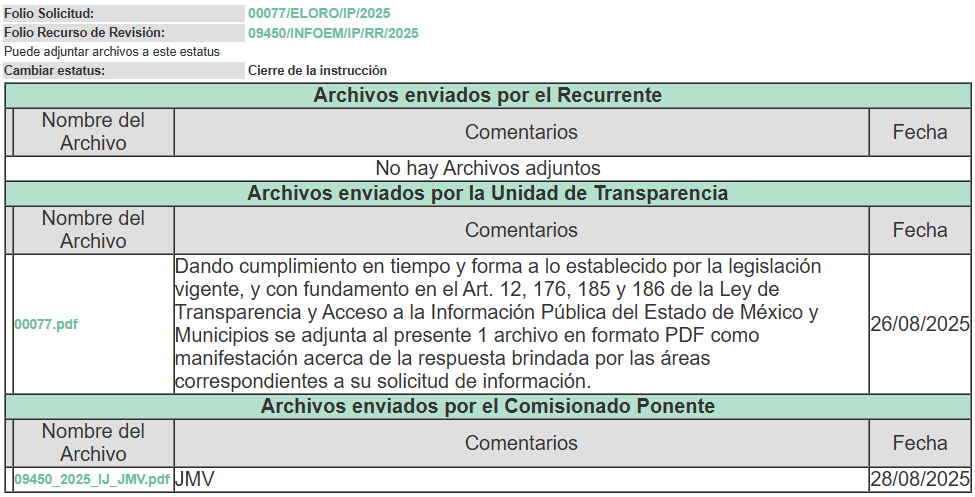 Folio Solicitud: 00077/ELORO/IP/2025
Folio Recurso de Revisión: 09450/INFOEM/IP/RR/2025
Puede adjuntar archivos a este estatus
Cambiar estatus: Cierre de la instrucción
Archivos enviados por el Recurrente
Nombre del
Archivo
Comentarios
Fecha
No hay Archivos adjuntos
Archivos enviados por la Unidad de Transparencia
Nombre del
Archivo
Comentarios
Fecha
00077.pdf
Dando cumplimiento en tiempo y forma a lo establecido por la legislación
vigente, y con fundamento en el Art. 12, 176, 185 y 186 de la Ley de
Transparencia y Acceso a la Información Pública del Estado de México y
Municipios se adjunta al presente 1 archivo en formato PDF como
manifestación acerca de la respuesta brindada por las áreas
correspondientes a su solicitud de información.
26/08/2025
Archivos enviados por el Comisionado Ponente
Nombre del
Archivo
Comentarios
Fecha
09450_2025_IJ_JMV.pdf
JMV
28/08/2025